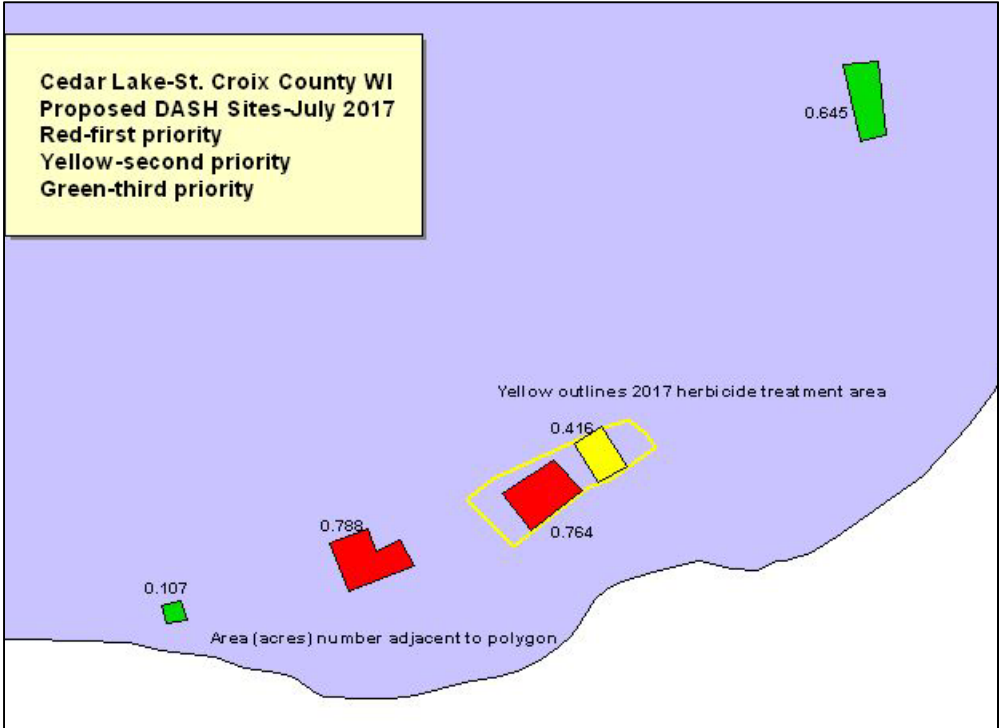 Cedar Lake-St. Croix County WI
Proposed DASH Sites-July 2017
Red-first priority
Yellow-second priority
Green-third priority
0.645
Yellow outlines 2017 herbicide treatment area
0.416
0.764
0.788
0.107
Area (acres) number adjacent to polygon